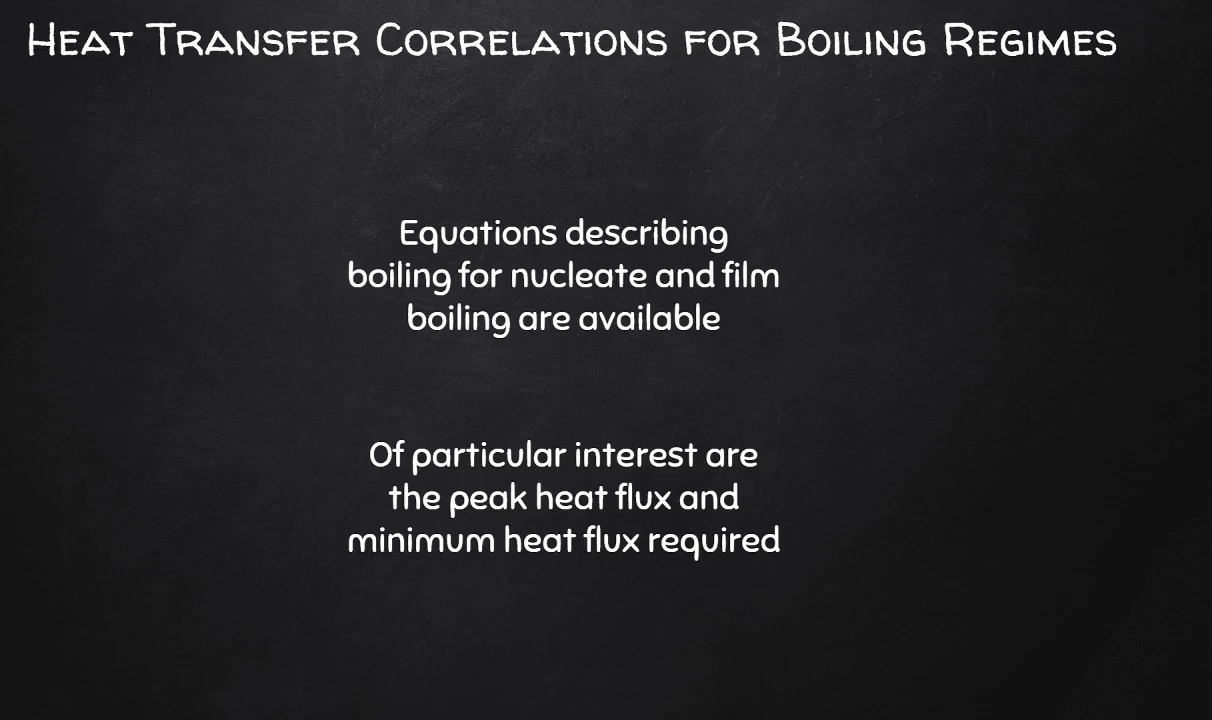 Heat Transfer Correlations for Boiling Regimes
Equations describing
boiling for nucleate and film
boiling are available
Of particular interest are
the peak heat flux and
minimum heat flux required